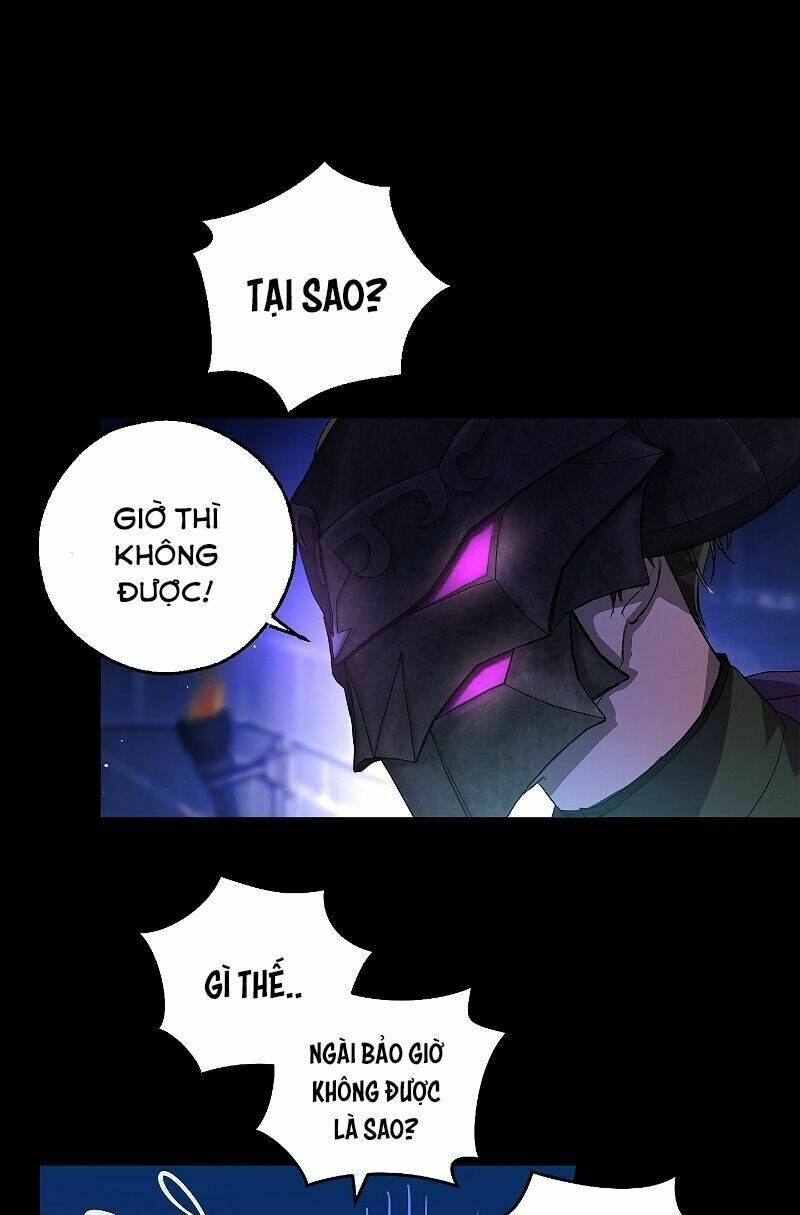 TẠI SAO?
GIỜ THÌ
KHÔNG
ĐƯỢC!
GÌ THẾ..
NGÀI BẢO GIỜ
KHÔNG ĐƯỢC
LÀ SAO?